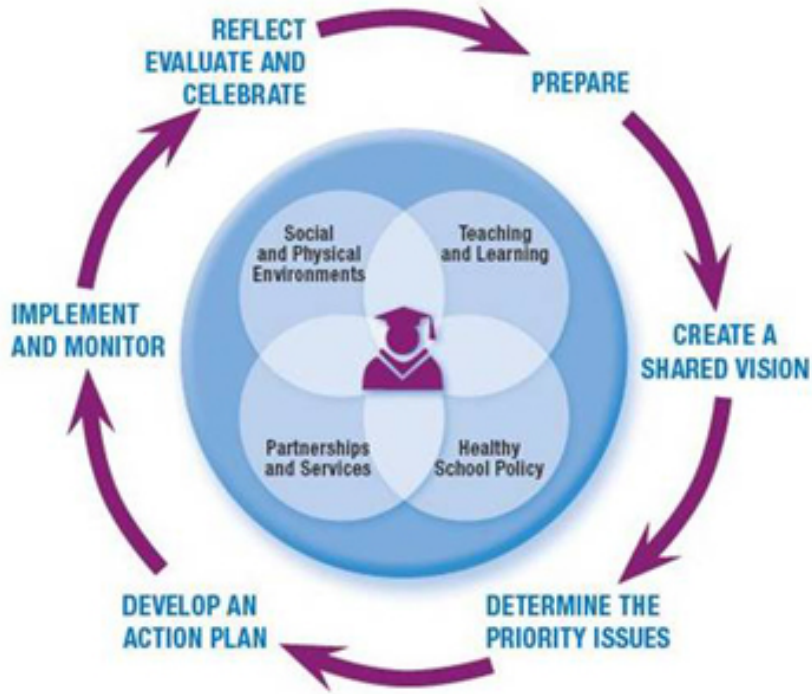 REFLECT
EVALUATE AND
CELEBRATE
PREPARE
CREATE A
SHARED VISION
DETERMINE THE
PRIORITY ISSUES
DEVELOP AN
ACTION PLAN
IMPLEMENT
AND MONITOR
Social
and Physical
Environments
Teaching
and Learning
Partnerships
and Services
Healthy
School Policy